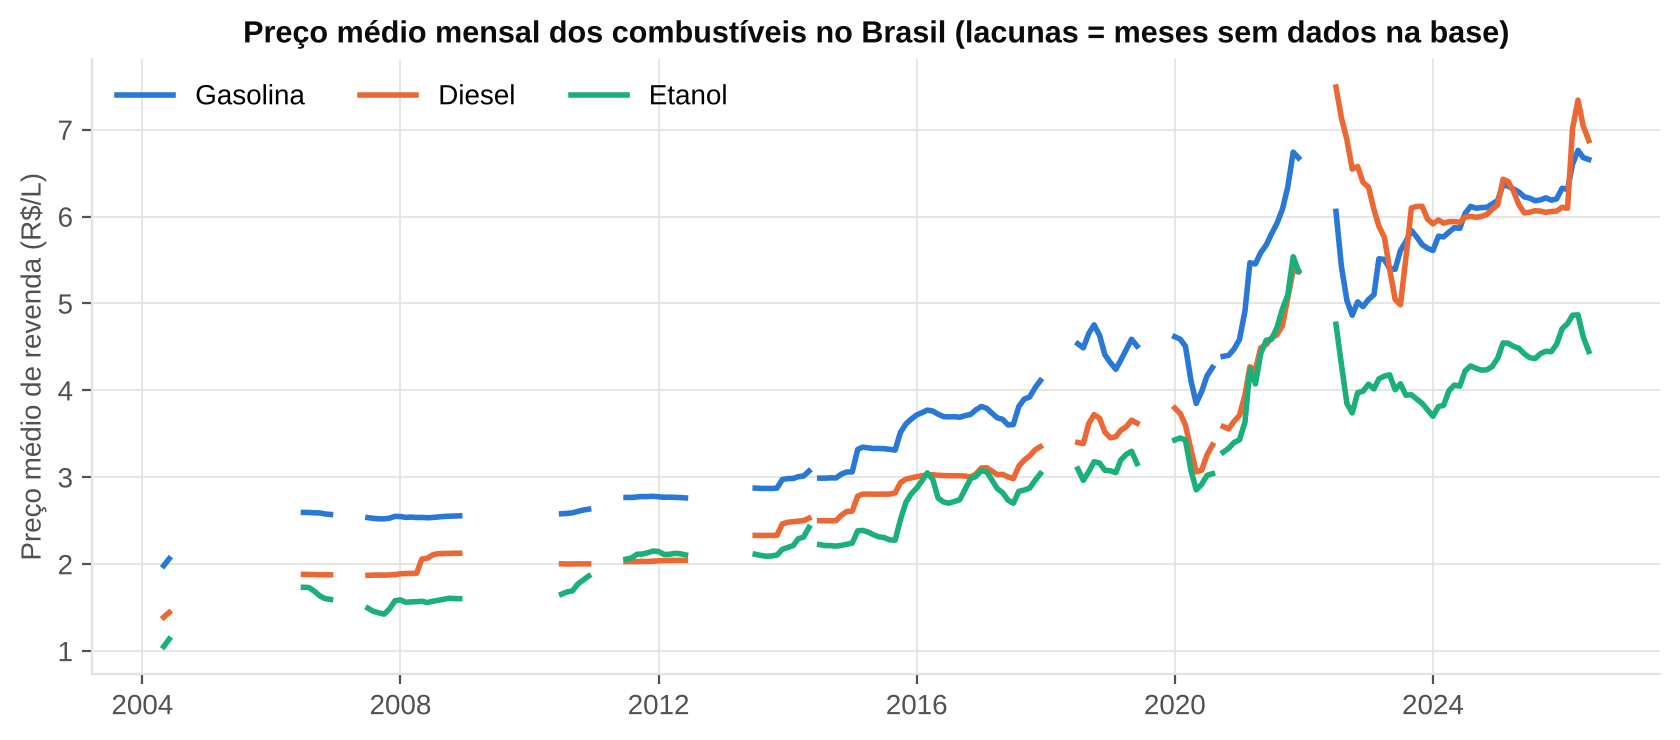 Preço médio mensal dos combustíveis no Brasil (lacunas = meses sem dados na base)
Gasolina Diesel Etanol
Preço médio de revenda (R$/L)
7
6
5
4
3
2
1
2004 2008 2012 2016 2020 2024